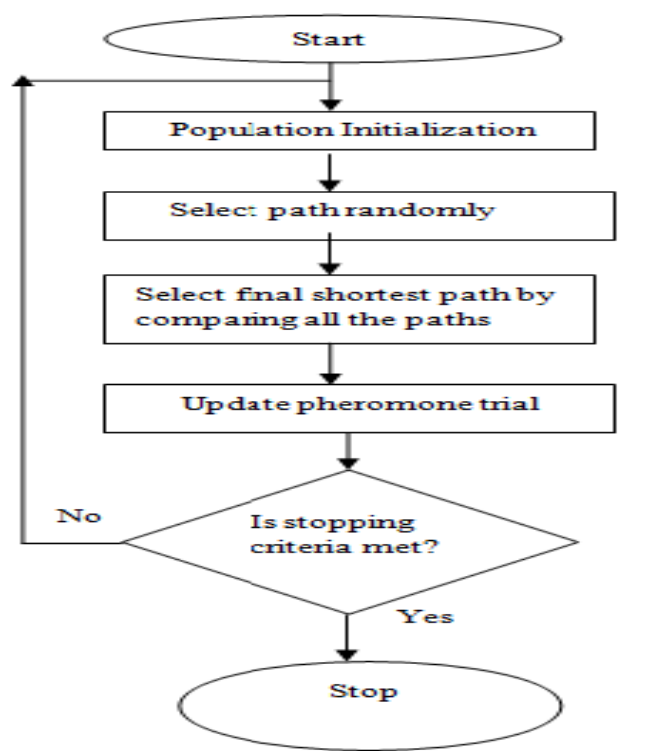 Start
Population Initialization
Select path randomly
Select final shortest path by
comparing all the paths
Update pheromone trial
Is stopping
criteria met?
No
Yes
Stop